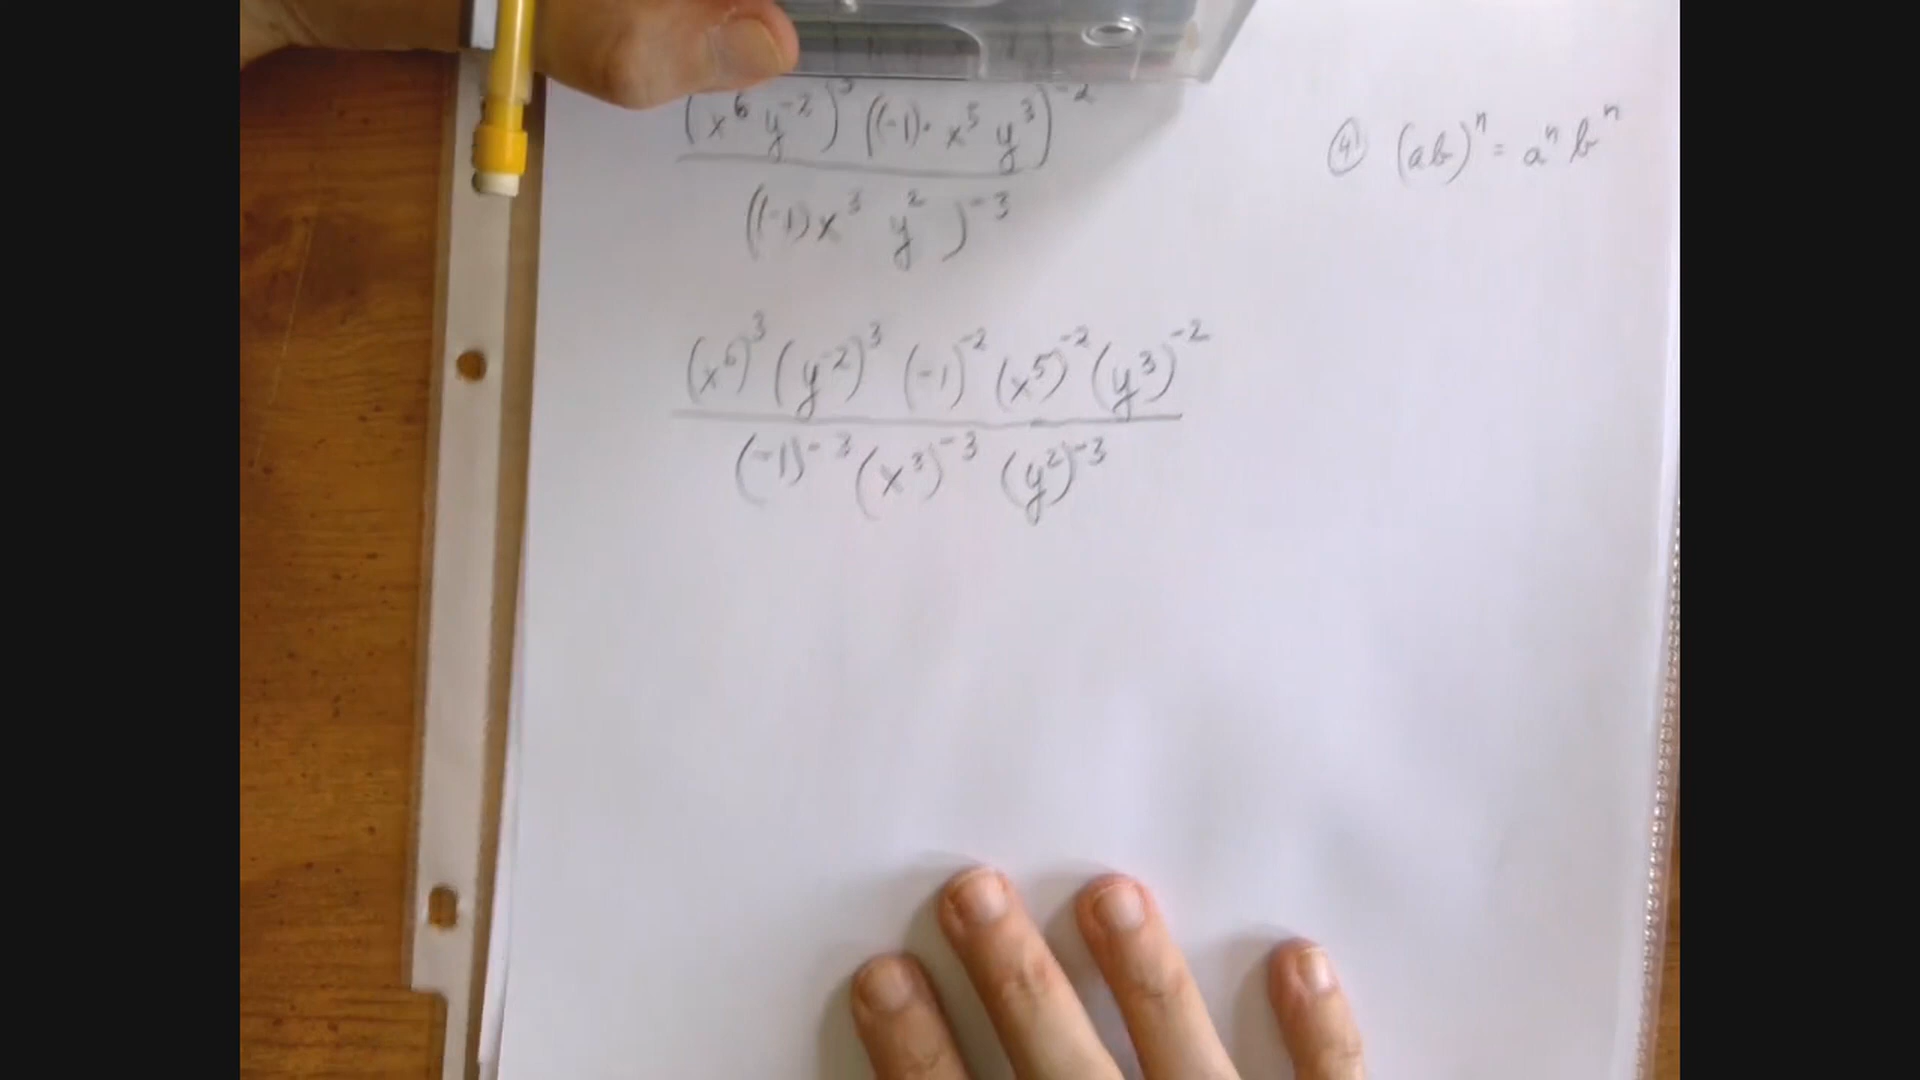 (x⁶ y⁻²)³ ((-1)· x⁵ y³)⁻²
((-1) x³ y²)⁻³
④ (ab)ⁿ = aⁿ bⁿ
(x⁶)³ (y⁻²)³ (-1)⁻² (x⁵)⁻² (y³)⁻²
(-1)⁻³ (x³)⁻³ (y²)⁻³